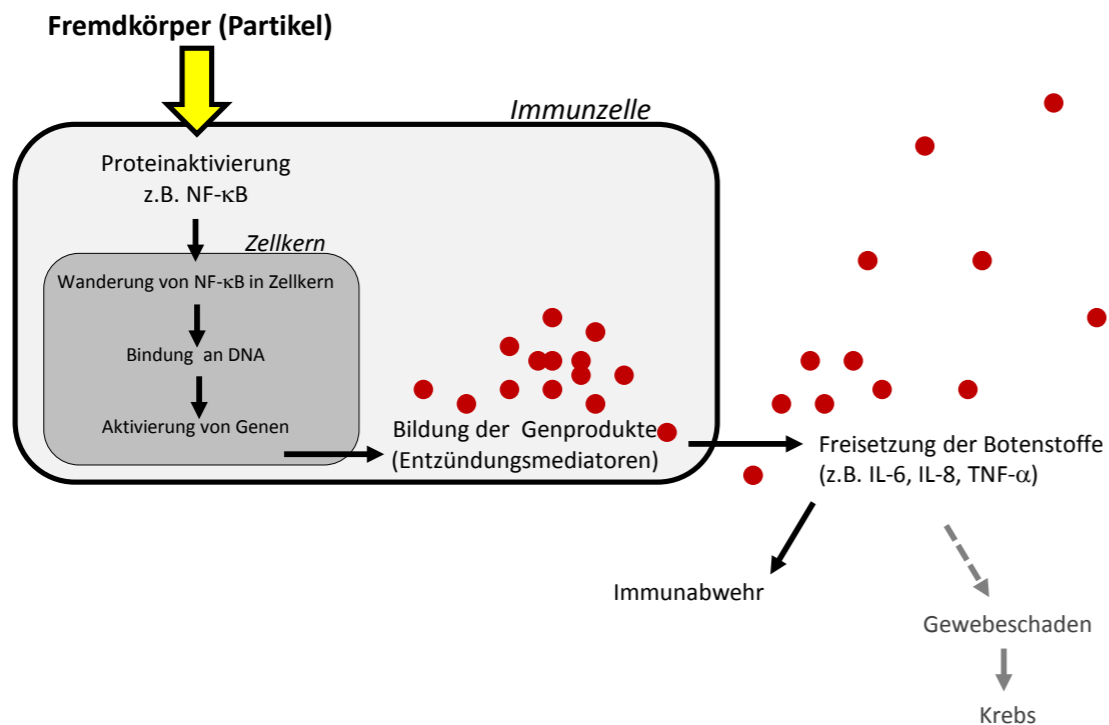 Fremdkörper (Partikel)
Immunzelle
Proteinaktivierung
z.B. NF-κB
Zellkern
Wanderung von NF-κB in Zellkern
Bindung an DNA
Aktivierung von Genen
Bildung der Genprodukte
(Entzündungsmediatoren)
Freisetzung der Botenstoffe
(z.B. IL-6, IL-8, TNF-α)
Immunabwehr
Gewebeschaden
Krebs